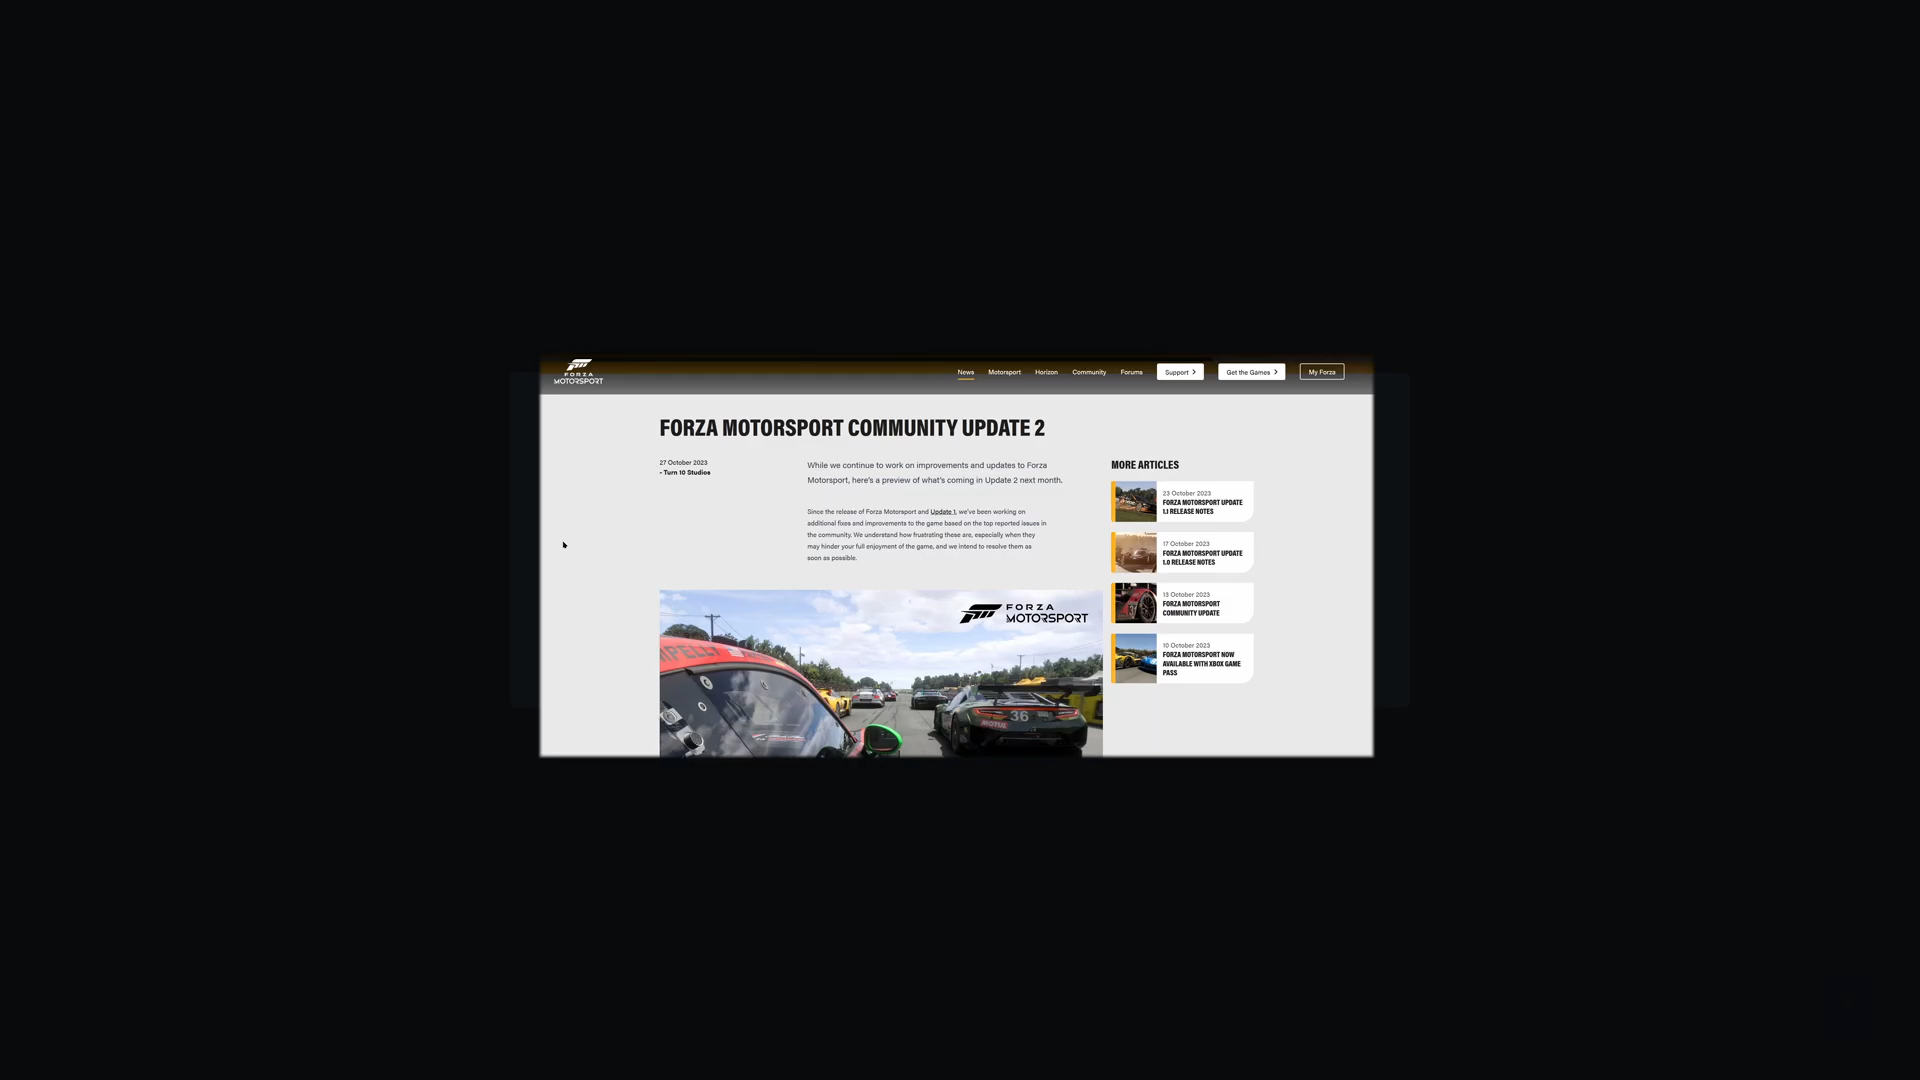 FORZA
MOTORSPORT
News
Motorsport
Horizon
Community
Forums
Support
Get the Games
My Forza
FORZA MOTORSPORT COMMUNITY UPDATE 2
27 October 2023
- Turn 10 Studios
While we continue to work on improvements and updates to Forza
Motorsport, here's a preview of what's coming in Update 2 next month.
Since the release of Forza Motorsport and Update 1, we've been working on
additional fixes and improvements to the game based on the top reported issues in
the community. We understand how frustrating these are, especially when they
may hinder your full enjoyment of the game, and we intend to resolve them as
soon as possible.
FORZA
MOTORSPORT
36
MOTUL
MORE ARTICLES
23 October 2023
FORZA MOTORSPORT UPDATE
1.1 RELEASE NOTES
17 October 2023
FORZA MOTORSPORT UPDATE
1.0 RELEASE NOTES
13 October 2023
FORZA MOTORSPORT
COMMUNITY UPDATE
10 October 2023
FORZA MOTORSPORT NOW
AVAILABLE WITH XBOX GAME
PASS